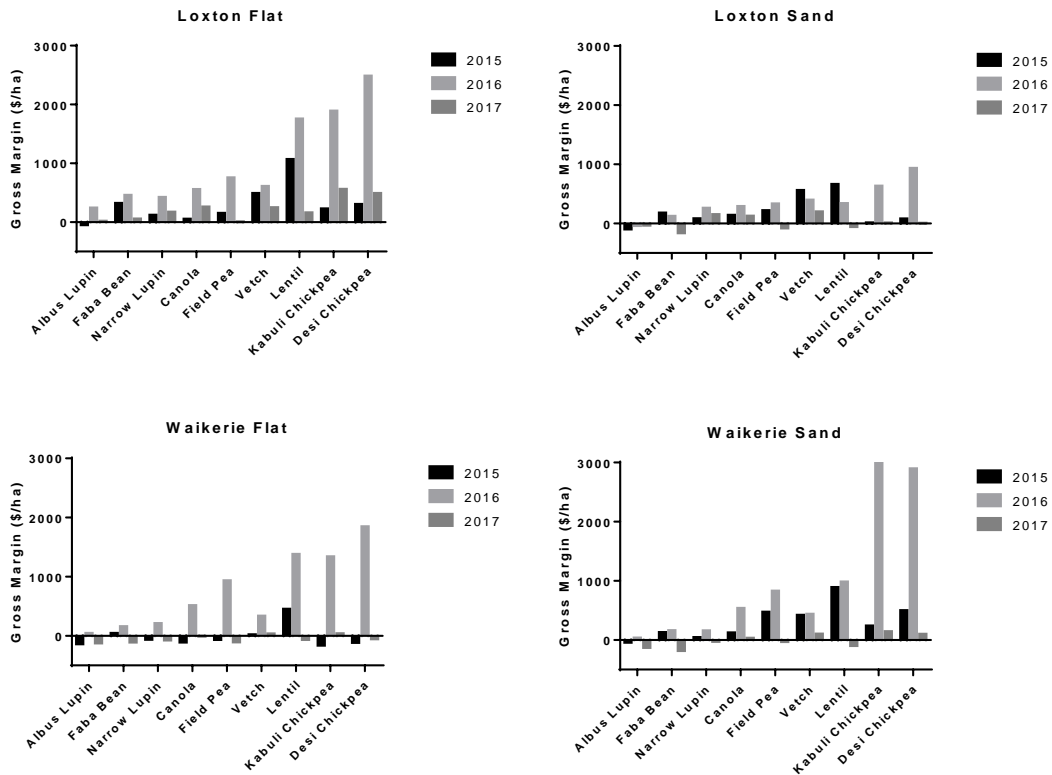 Loxton Flat
Gross Margin ($/ha)
3000
2000
1000
0
2015
2016
2017
Albus Lupin
Faba Bean
Narrow Lupin
Canola
Field Pea
Vetch
Lentil
Kabuli Chickpea
Desi Chickpea
Loxton Sand
Gross Margin ($/ha)
3000
2000
1000
0
2015
2016
2017
Albus Lupin
Faba Bean
Narrow Lupin
Canola
Field Pea
Vetch
Lentil
Kabuli Chickpea
Desi Chickpea
Waikerie Flat
Gross Margin ($/ha)
3000
2000
1000
0
2015
2016
2017
Albus Lupin
Faba Bean
Narrow Lupin
Canola
Field Pea
Vetch
Lentil
Kabuli Chickpea
Desi Chickpea
Waikerie Sand
Gross Margin ($/ha)
3000
2000
1000
0
2015
2016
2017
Albus Lupin
Faba Bean
Narrow Lupin
Canola
Field Pea
Vetch
Lentil
Kabuli Chickpea
Desi Chickpea